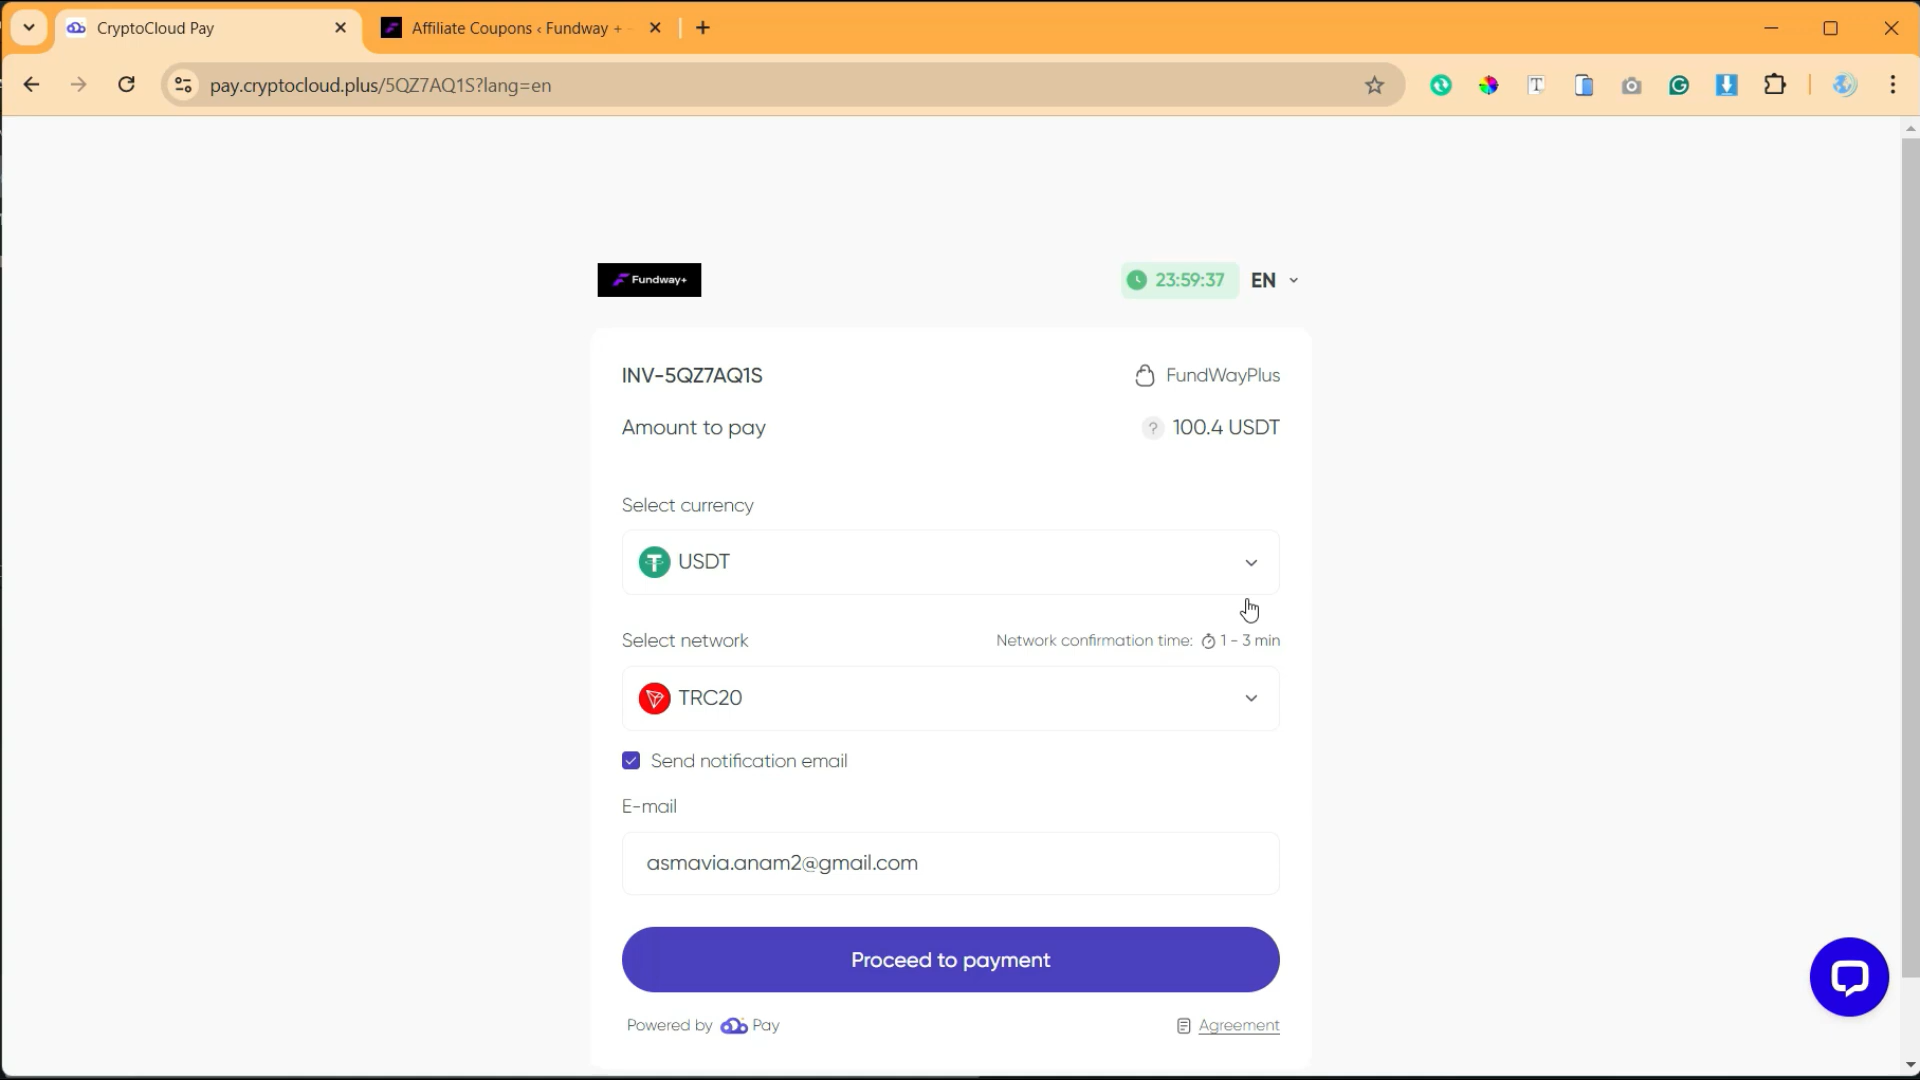 CryptoCloud Pay
Affiliate Coupons ‹ Fundway +
pay.cryptocloud.plus/5QZ7AQ1S?lang=en
Fundway+
23:59:37
EN
INV-5QZ7AQ1S
FundWayPlus
Amount to pay
? 100.4 USDT
Select currency
USDT
Select network
Network confirmation time: 1 - 3 min
TRC20
Send notification email
E-mail
asmavia.anam2@gmail.com
Proceed to payment
Powered by Pay
Agreement